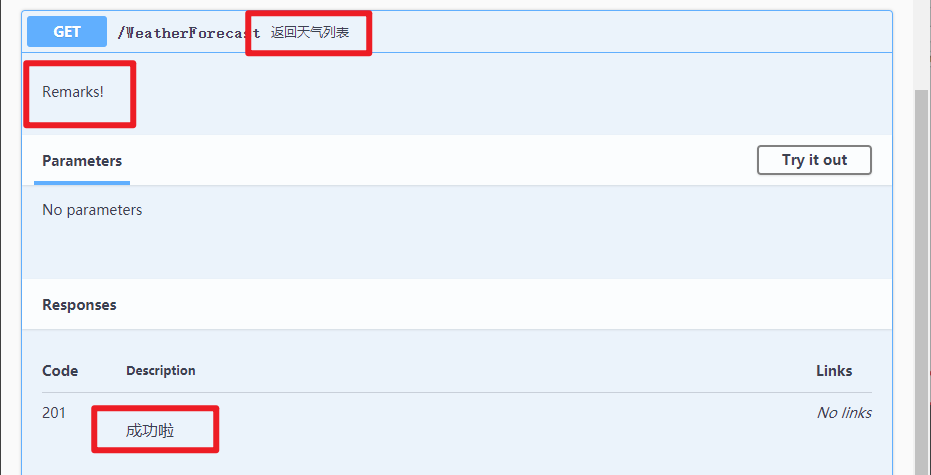 GET /WeatherForecast 返回天气列表
Remarks!
Parameters Try it out
No parameters
Responses
Code Description Links
201 成功啦 No links